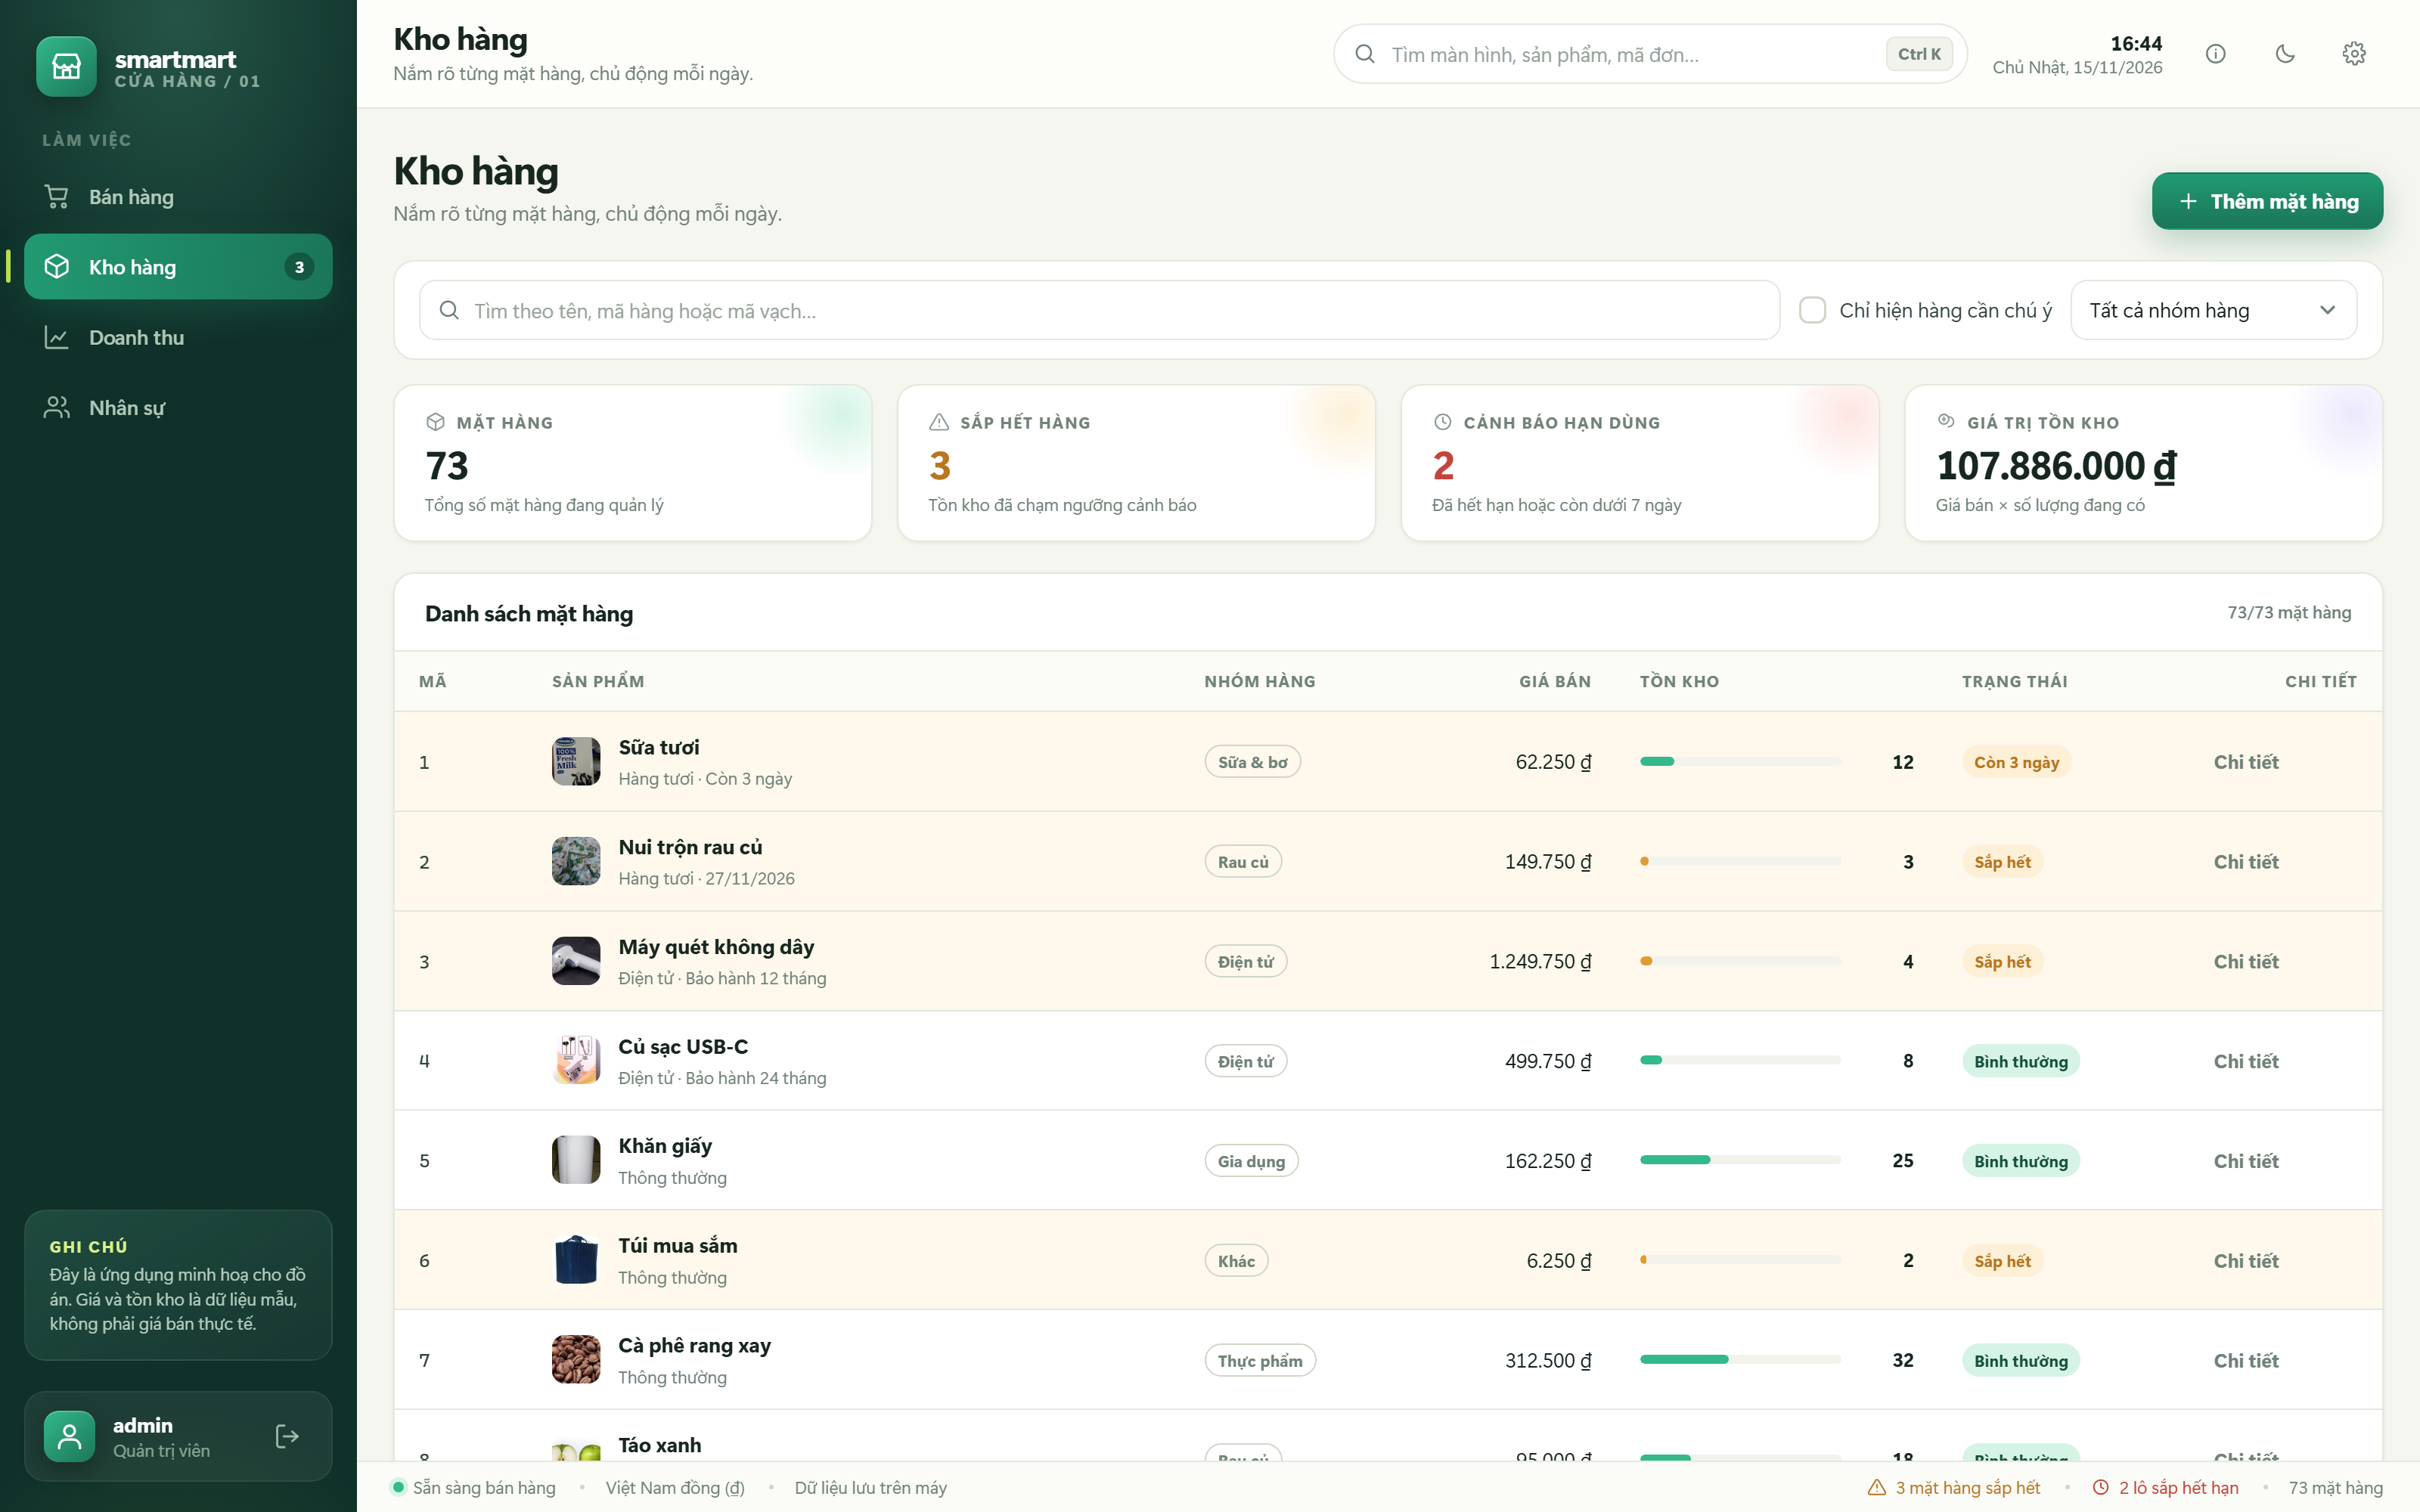 smartmart
CỬA HÀNG / 01
LÀM VIỆC
Bán hàng
Kho hàng 3
Doanh thu
Nhân sự
GHI CHÚ
Đây là ứng dụng minh hoạ cho đồ
án. Giá và tồn kho là dữ liệu mẫu,
không phải giá bán thực tế.
admin
Quản trị viên
Kho hàng
Nắm rõ từng mặt hàng, chủ động mỗi ngày.
Tìm màn hình, sản phẩm, mã đơn... Ctrl K
16:44
Chủ Nhật, 15/11/2026
Kho hàng
Nắm rõ từng mặt hàng, chủ động mỗi ngày.
Thêm mặt hàng
Tìm theo tên, mã hàng hoặc mã vạch... Chỉ hiện hàng cần chú ý Tất cả nhóm hàng
MẶT HÀNG
73
Tổng số mặt hàng đang quản lý
SẮP HẾT HÀNG
3
Tồn kho đã chạm ngưỡng cảnh báo
CẢNH BÁO HẠN DÙNG
2
Đã hết hạn hoặc còn dưới 7 ngày
GIÁ TRỊ TỒN KHO
107.886.000 ₫
Giá bán × số lượng đang có
Danh sách mặt hàng 73/73 mặt hàng
MÃ SẢN PHẨM NHÓM HÀNG GIÁ BÁN TỒN KHO TRẠNG THÁI CHI TIẾT
1 Sữa tươi Sữa & bơ 62.250 ₫ 12 Còn 3 ngày Chi tiết
Hàng tươi · Còn 3 ngày
2 Nui trộn rau củ Rau củ 149.750 ₫ 3 Sắp hết Chi tiết
Hàng tươi · 27/11/2026
3 Máy quét không dây Điện tử 1.249.750 ₫ 4 Sắp hết Chi tiết
Điện tử · Bảo hành 12 tháng
4 Củ sạc USB-C Điện tử 499.750 ₫ 8 Bình thường Chi tiết
Điện tử · Bảo hành 24 tháng
5 Khăn giấy Gia dụng 162.250 ₫ 25 Bình thường Chi tiết
Thông thường
6 Túi mua sắm Khác 6.250 ₫ 2 Sắp hết Chi tiết
Thông thường
7 Cà phê rang xay Thực phẩm 312.500 ₫ 32 Bình thường Chi tiết
Thông thường
8 Táo xanh Rau củ 95.000 ₫ 18 Bình thường Chi tiết
Sẵn sàng bán hàng • Việt Nam đồng (₫) • Dữ liệu lưu trên máy
3 mặt hàng sắp hết • 2 lô sắp hết hạn • 73 mặt hàng